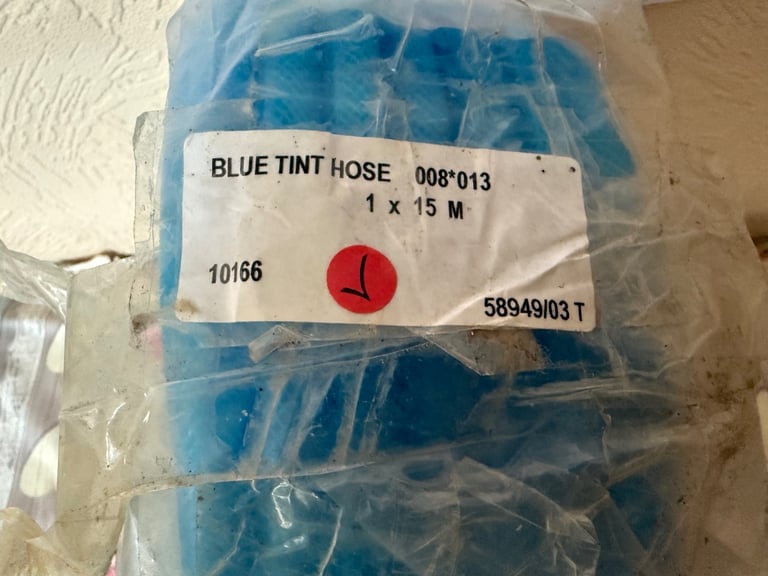 BLUE TINT HOSE 008*013
1 x 15 M
10166
58949/03 T